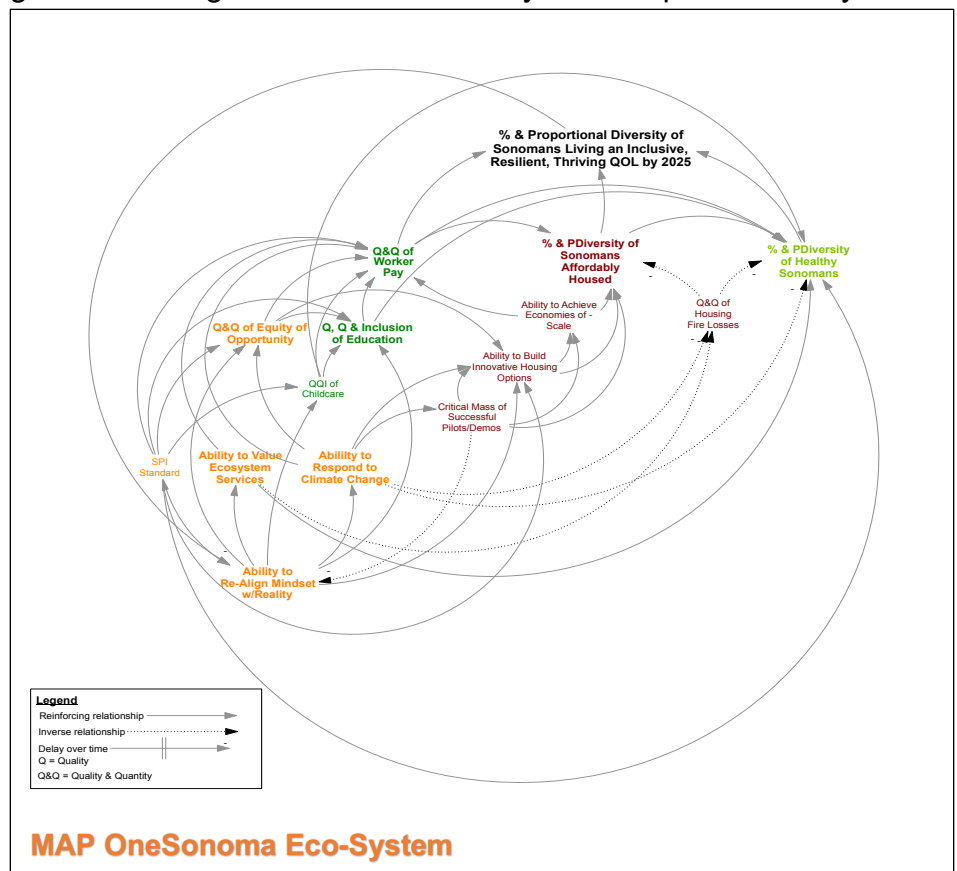 % & Proportional Diversity of
Sonomans Living an Inclusive,
Resilient, Thriving QOL by 2025
Q&Q of
Worker
Pay
% & PDiversity of
Sonomans
Affordably
Housed
% & PDiversity
of Healthy
Sonomans
Ability to Achieve
Economies of -
Scale
Q&Q of
Housing
Fire Losses
Q&Q of Equity of
Opportunity
Q, Q & Inclusion
of Education
Ability to Build
Innovative Housing
Options
QQI of
Childcare
Critical Mass of
Successful
Pilots/Demos
SPI
Standard
Ability to Value
Ecosystem
Services
Abililty to
Respond to
Climate Change
Ability to
Re-Align Mindset
w/Reality
Legend
Reinforcing relationship
Inverse relationship
-
Delay over time
Q = Quality
Q&Q = Quality & Quantity
MAP OneSonoma Eco-System